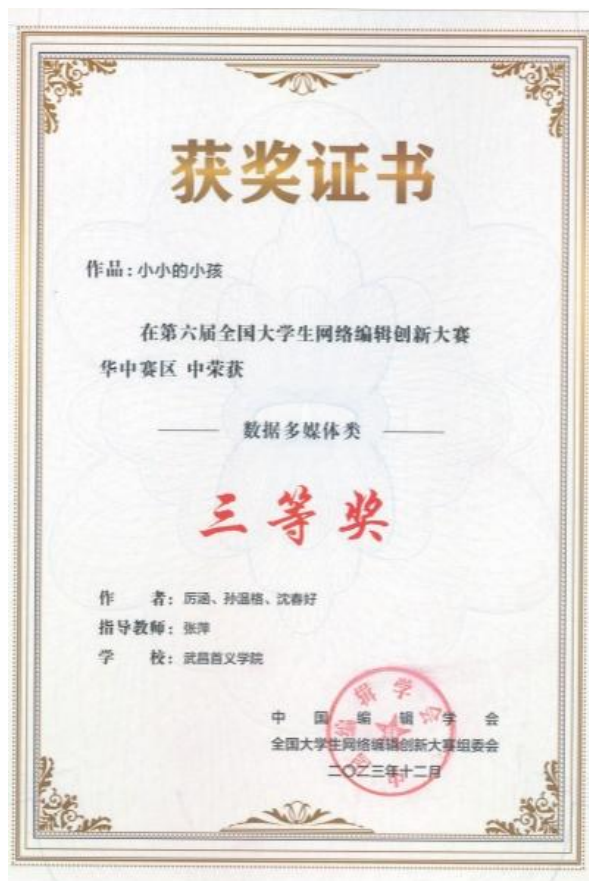 获奖证书
作品：小小的小孩
在第六届全国大学生网络编辑创新大赛
华中赛区 中荣获
数据多媒体类
三等奖
作 者：厉涵、孙温格、沈春好
指导教师：张萍
学 校：武昌首义学院
中国编辑学会
全国大学生网络编辑创新大赛组委会
二〇二三年十二月